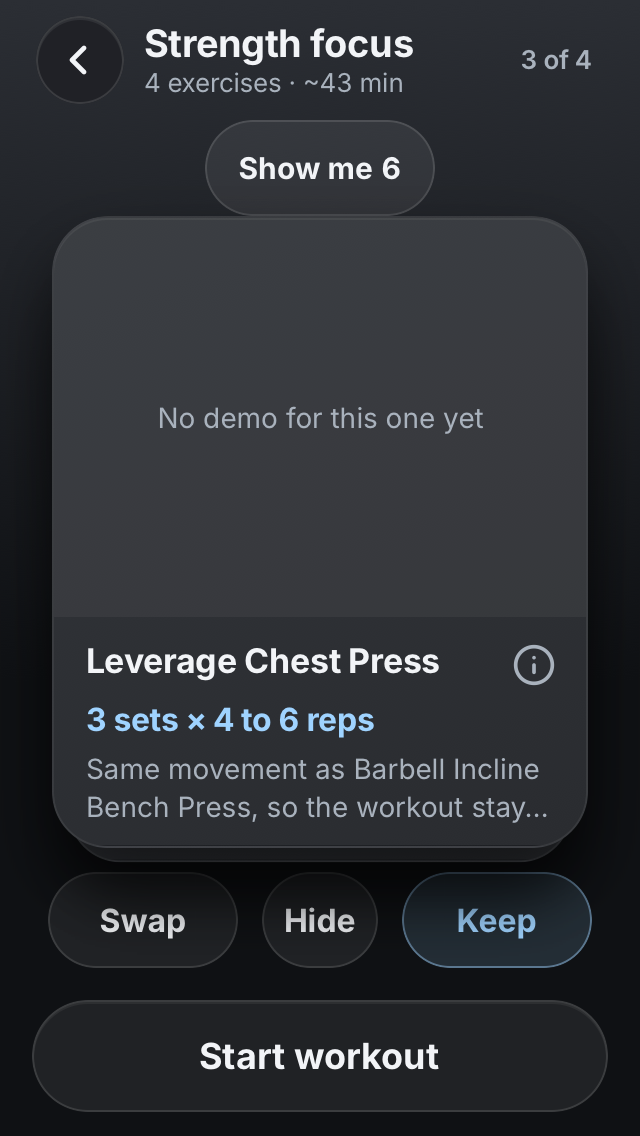 Strength focus
4 exercises · ~43 min
3 of 4
Show me 6
No demo for this one yet
Leverage Chest Press
3 sets × 4 to 6 reps
Same movement as Barbell Incline
Bench Press, so the workout stay...
Swap
Hide
Keep
Start workout